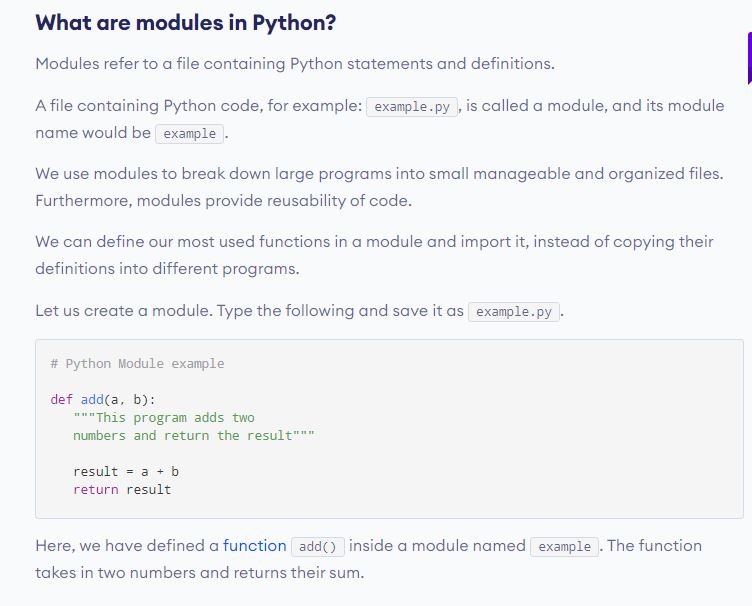 What are modules in Python?
Modules refer to a file containing Python statements and definitions.
A file containing Python code, for example: example.py, is called a module, and its module
name would be example.
We use modules to break down large programs into small manageable and organized files.
Furthermore, modules provide reusability of code.
We can define our most used functions in a module and import it, instead of copying their
definitions into different programs.
Let us create a module. Type the following and save it as example.py.
# Python Module example
def add(a, b):
"""This program adds two
numbers and return the result"""
result = a + b
return result
Here, we have defined a function add() inside a module named example. The function
takes in two numbers and returns their sum.